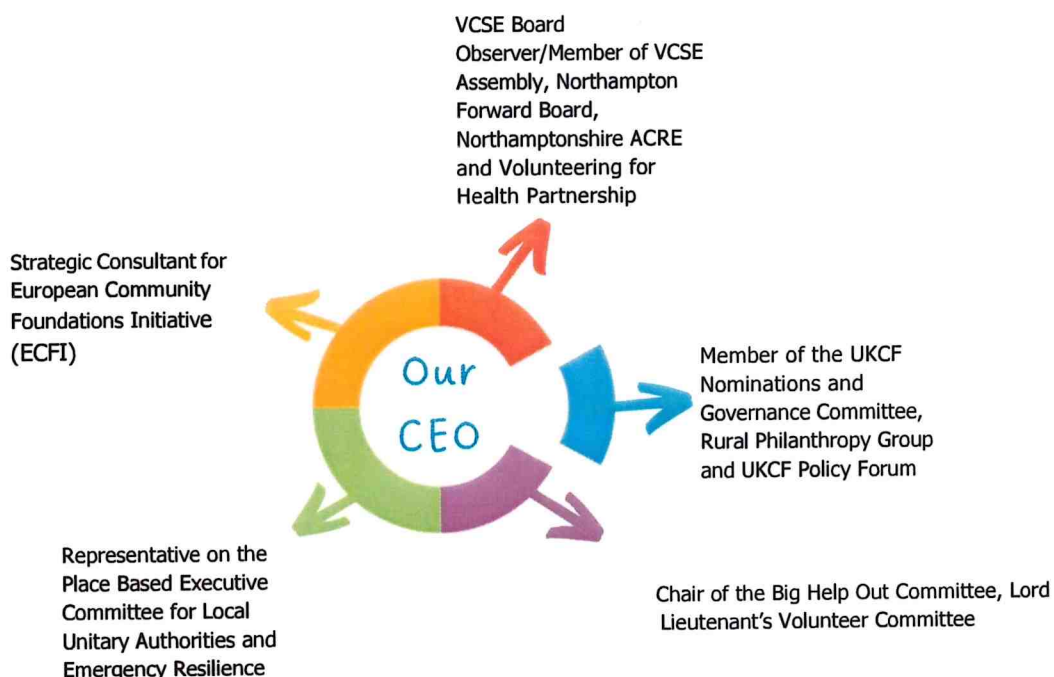 VCSE Board
Observer/Member of VCSE
Assembly, Northampton
Forward Board,
Northamptonshire ACRE
and Volunteering for
Health Partnership
Strategic Consultant for
European Community
Foundations Initiative
(ECFI)
Our
CEO
Member of the UKCF
Nominations and
Governance Committee,
Rural Philanthropy Group
and UKCF Policy Forum
Representative on the
Place Based Executive
Committee for Local
Unitary Authorities and
Emergency Resilience
Chair of the Big Help Out Committee, Lord
Lieutenant's Volunteer Committee